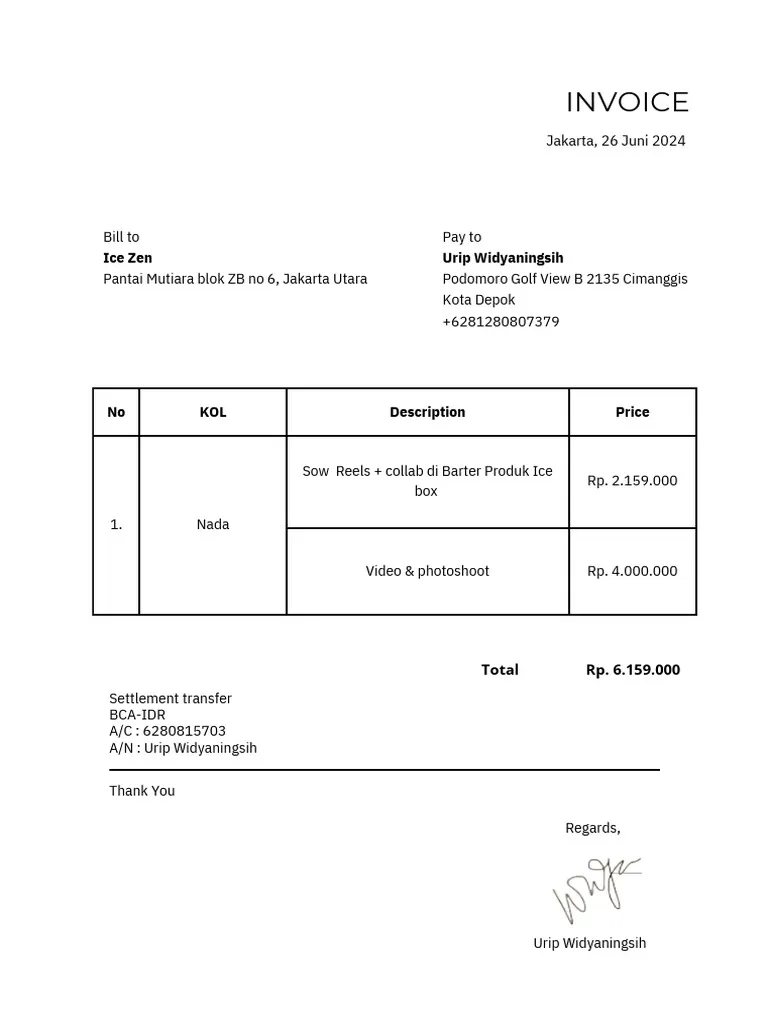 INVOICE
Jakarta, 26 Juni 2024
Bill to
Ice Zen
Pantai Mutiara blok ZB no 6, Jakarta Utara
Pay to
Urip Widyaningsih
Podomoro Golf View B 2135 Cimanggis
Kota Depok
+6281280807379
No KOL Description Price
1. Nada
Sow  Reels + collab di Barter Produk Ice
box
Rp. 2.159.000
Video & photoshoot Rp. 4.000.000
Total Rp. 6.159.000
Settlement transfer
BCA-IDR
A/C : 6280815703
A/N : Urip Widyaningsih
Thank You
Regards,
Urip Widyaningsih